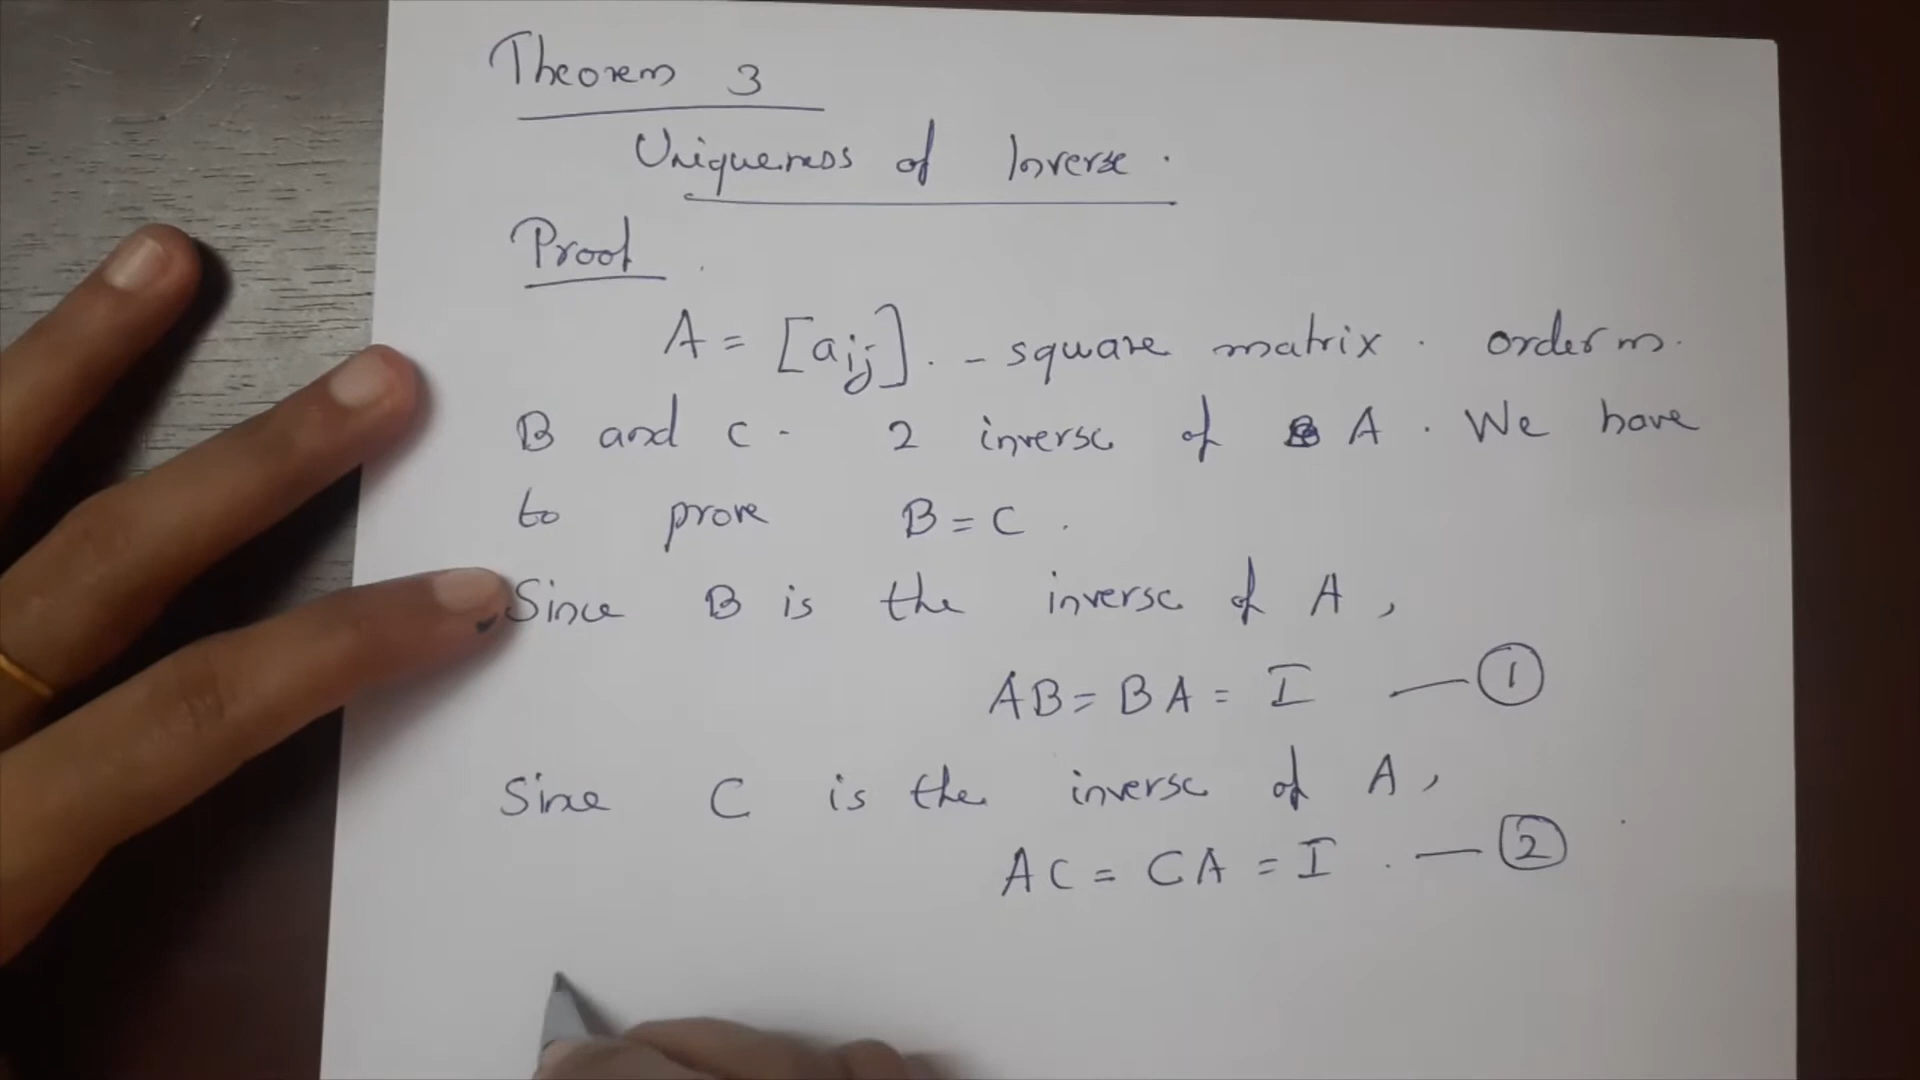 Theorem 3
Uniqueness of Inverse.
Proof
A = [aij]. - square matrix. order m.
B and C. 2 inverse of A. We have
to prove B = C.
Since B is the inverse of A,
AB = BA = I — ①
Since C is the inverse of A,
AC = CA = I. — ②